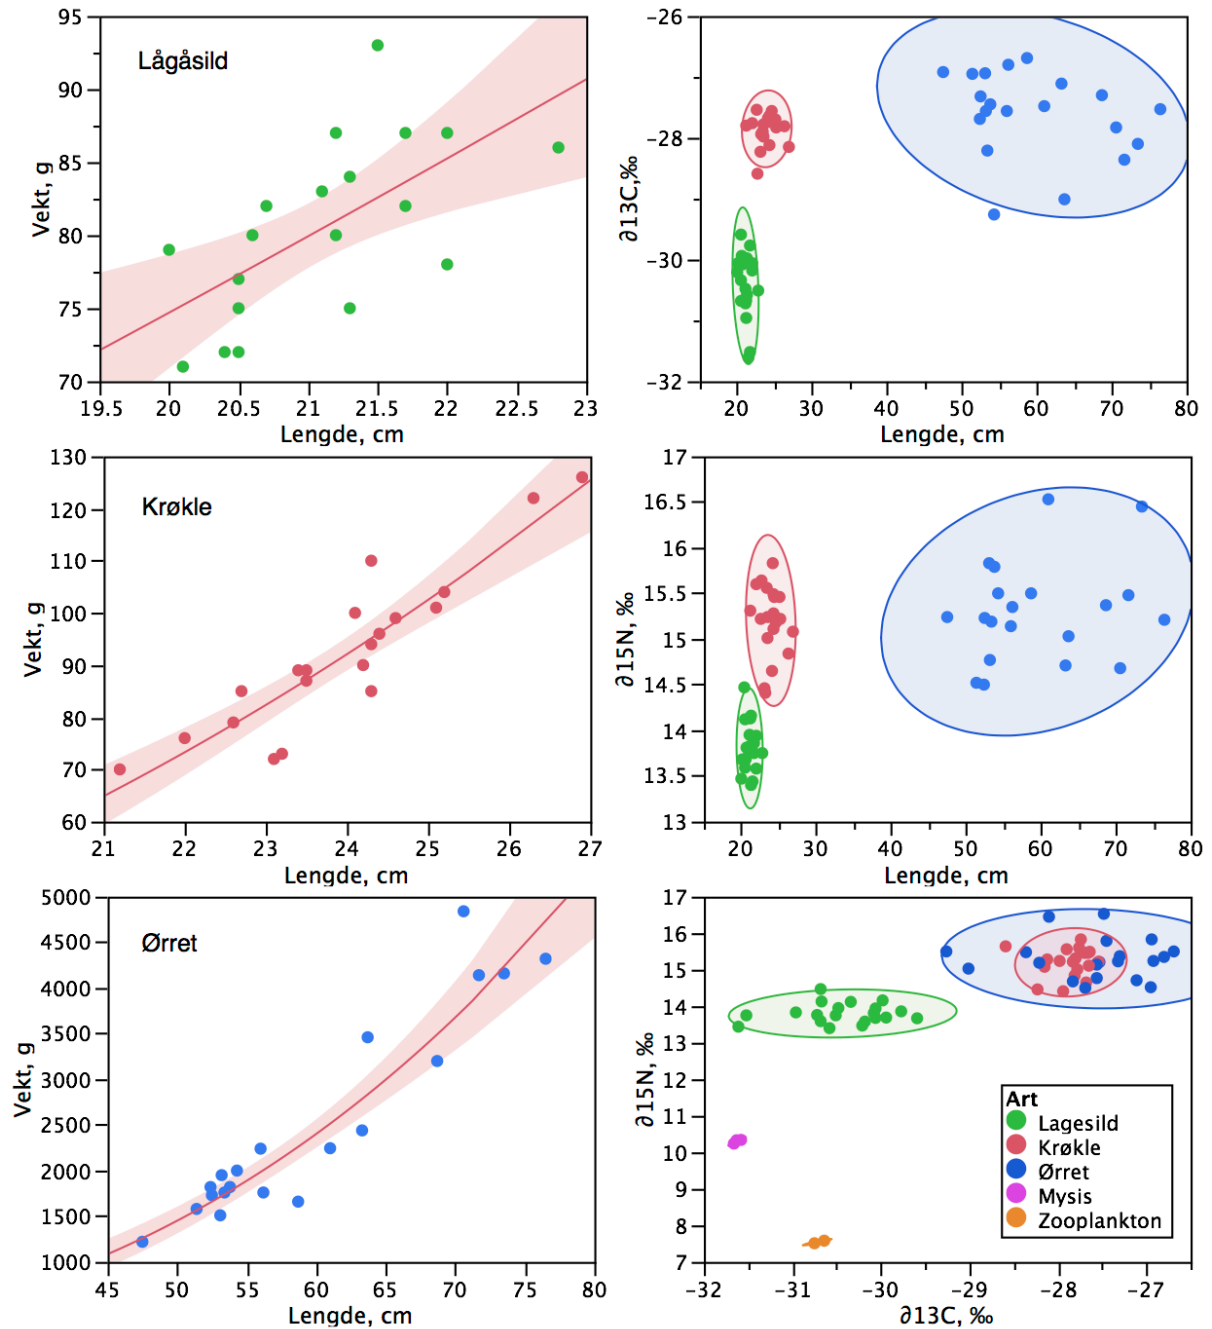 Lågåsild
95
90
85
80
75
70
Vekt, g
19.5 20 20.5 21 21.5 22 22.5 23
Lengde, cm
-26
-28
-30
-32
∂13C,‰
20 30 40 50 60 70 80
Lengde, cm
Krøkle
130
120
110
100
90
80
70
60
Vekt, g
21 22 23 24 25 26 27
Lengde, cm
17
16.5
16
15.5
15
14.5
14
13.5
13
∂15N, ‰
20 30 40 50 60 70 80
Lengde, cm
Ørret
5000
4500
4000
3500
3000
2500
2000
1500
1000
Vekt, g
45 50 55 60 65 70 75 80
Lengde, cm
17
16
15
14
13
12
11
10
9
8
7
∂15N, ‰
Art
Lagesild
Krøkle
Ørret
Mysis
Zooplankton
-32 -31 -30 -29 -28 -27
∂13C, ‰